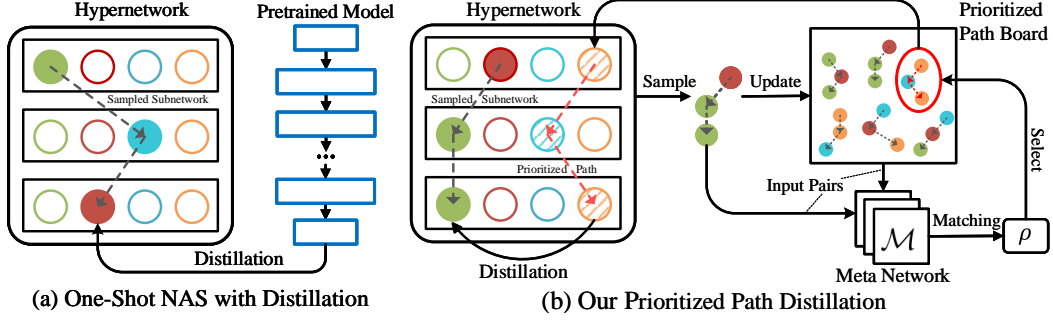 Hypernetwork
Pretrained Model
Sampled Subnetwork
...
Distillation
(a) One-Shot NAS with Distillation
Hypernetwork
Prioritized
Path Board
Sampled Subnetwork
Prioritized Path
Distillation
Sample
Update
Input Pairs
Select
Matching
ℳ
ρ
Meta Network
(b) Our Prioritized Path Distillation